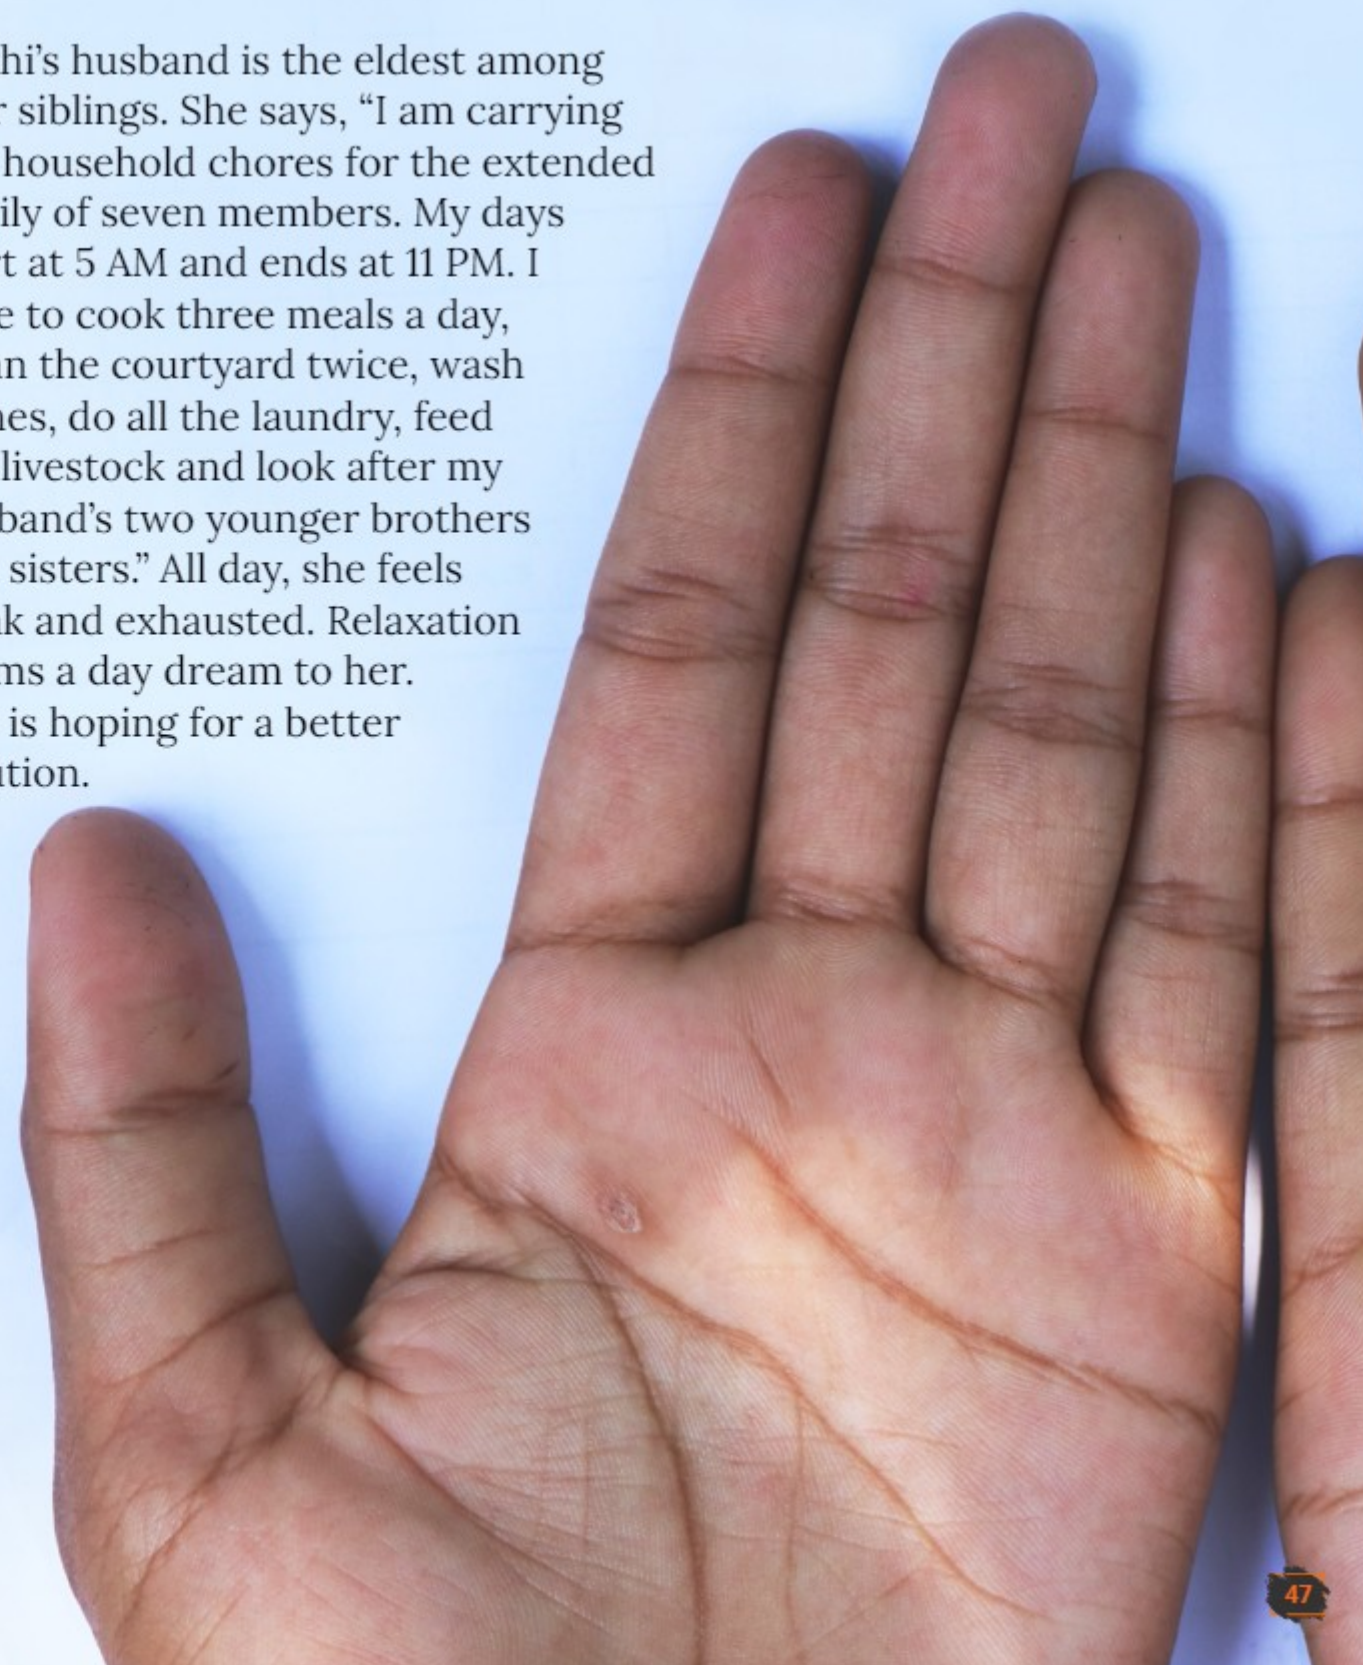 hi’s husband is the eldest among
r siblings. She says, “I am carrying
household chores for the extended
ily of seven members. My days
t at 5 AM and ends at 11 PM. I
e to cook three meals a day,
n the courtyard twice, wash
nes, do all the laundry, feed
livestock and look after my
band’s two younger brothers
sisters.” All day, she feels
k and exhausted. Relaxation
ms a day dream to her.
is hoping for a better
ution.
47